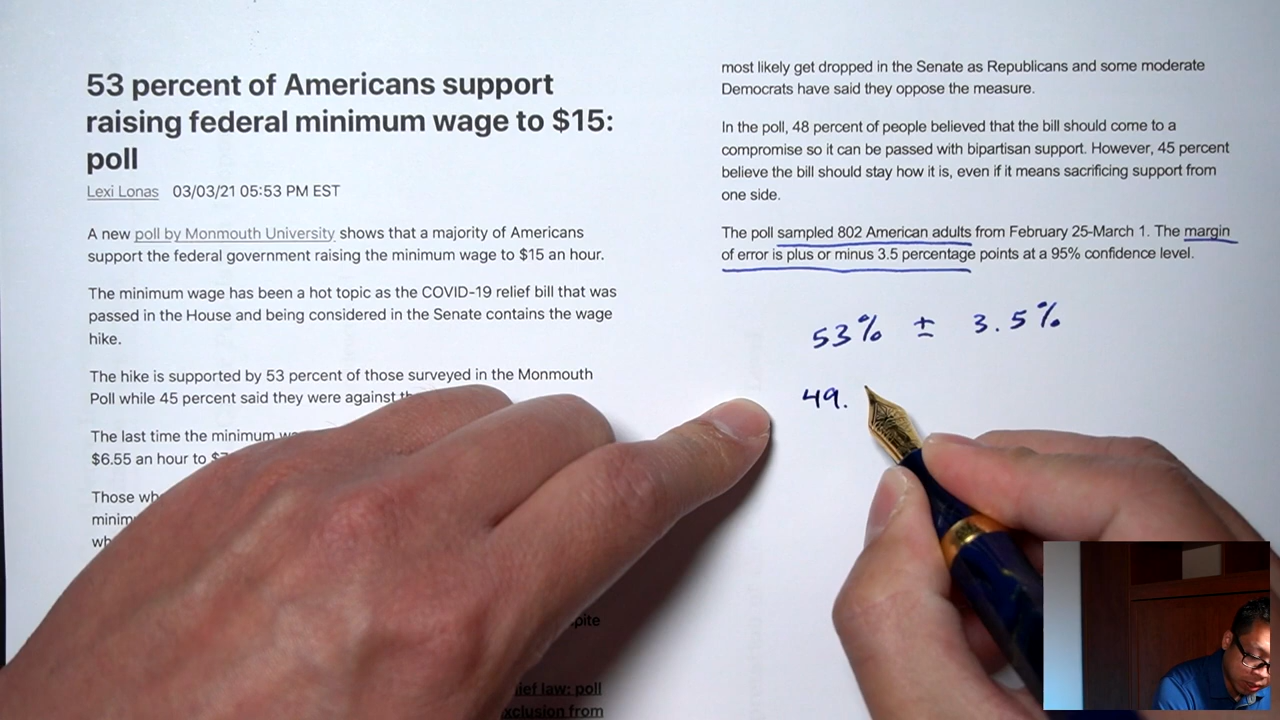 53 percent of Americans support
raising federal minimum wage to $15:
poll
Lexi Lonas 03/03/21 05:53 PM EST
A new poll by Monmouth University shows that a majority of Americans
support the federal government raising the minimum wage to $15 an hour.
The minimum wage has been a hot topic as the COVID-19 relief bill that was
passed in the House and being considered in the Senate contains the wage
hike.
The hike is supported by 53 percent of those surveyed in the Monmouth
Poll while 45 percent said they were against
The last time the minimum
$6.55 an hour to
Those
most likely get dropped in the Senate as Republicans and some moderate
Democrats have said they oppose the measure.
In the poll, 48 percent of people believed that the bill should come to a
compromise so it can be passed with bipartisan support. However, 45 percent
believe the bill should stay how it is, even if it means sacrificing support from
one side.
The poll sampled 802 American adults from February 25-March 1. The margin
of error is plus or minus 3.5 percentage points at a 95% confidence level.
53% ± 3.5%
49.
law: poll
from